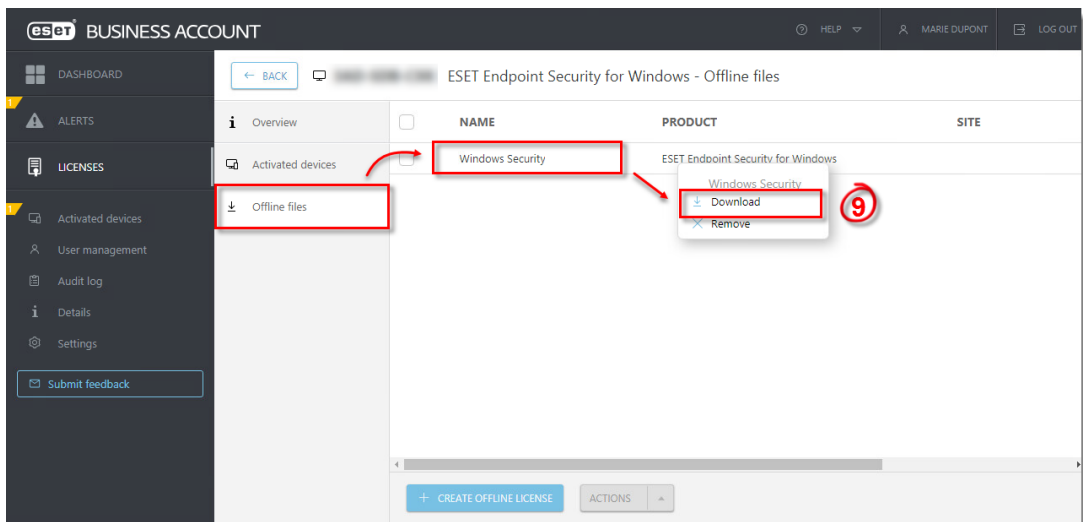 eset BUSINESS ACCOUNT
HELP
MARIE DUPONT
LOG OUT
DASHBOARD
1
ALERTS
LICENSES
1
Activated devices
User management
Audit log
Details
Settings
Submit feedback
← BACK
ESET Endpoint Security for Windows - Offline files
Overview
Activated devices
Offline files
NAME PRODUCT SITE
Windows Security ESET Endpoint Security for Windows
Windows Security
Download
Remove
9
+ CREATE OFFLINE LICENSE
ACTIONS